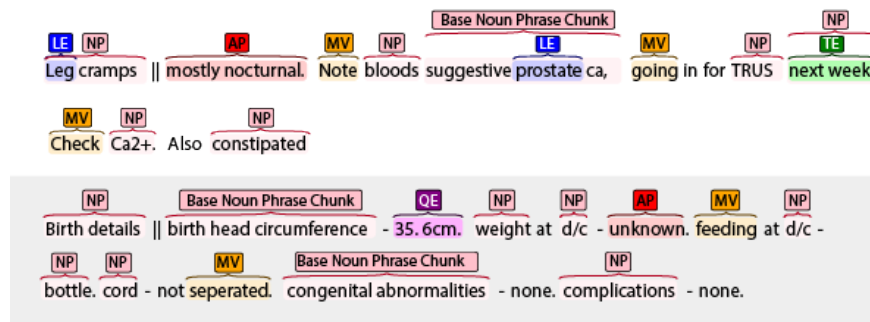 Base Noun Phrase Chunk NP
LE NP AP MV NP LE MV NP TE
Leg cramps || mostly nocturnal. Note bloods suggestive prostate ca, going in for TRUS next week
MV NP NP
Check Ca2+. Also constipated
NP Base Noun Phrase Chunk QE NP NP AP MV NP
Birth details || birth head circumference - 35.6cm. weight at d/c - unknown. feeding at d/c -
NP NP MV Base Noun Phrase Chunk NP
bottle. cord - not seperated. congenital abnormalities - none. complications - none.